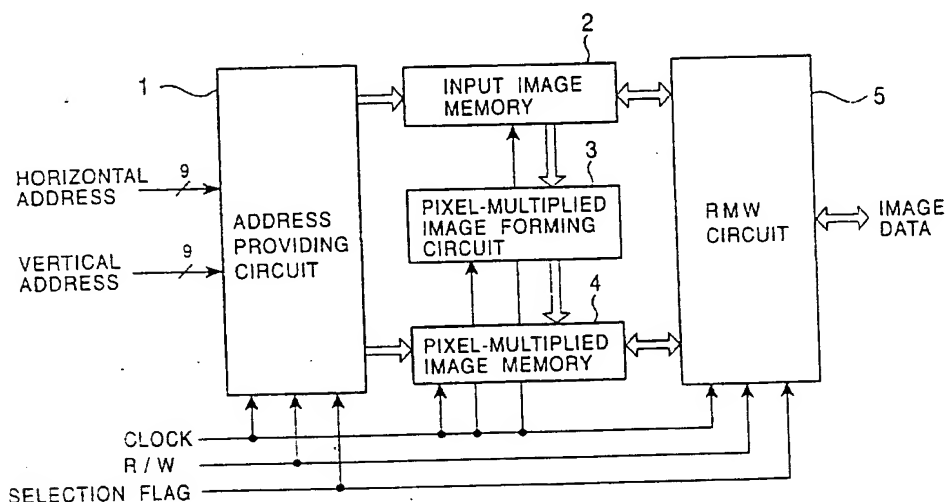 2
1
INPUT IMAGE
MEMORY
5
3
HORIZONTAL
ADDRESS
9
ADDRESS
PROVIDING
CIRCUIT
PIXEL-MULTIPLIED
IMAGE FORMING
CIRCUIT
RMW
CIRCUIT
IMAGE
DATA
VERTICAL
ADDRESS
9
4
PIXEL-MULTIPLIED
IMAGE MEMORY
CLOCK
R / W
SELECTION FLAG